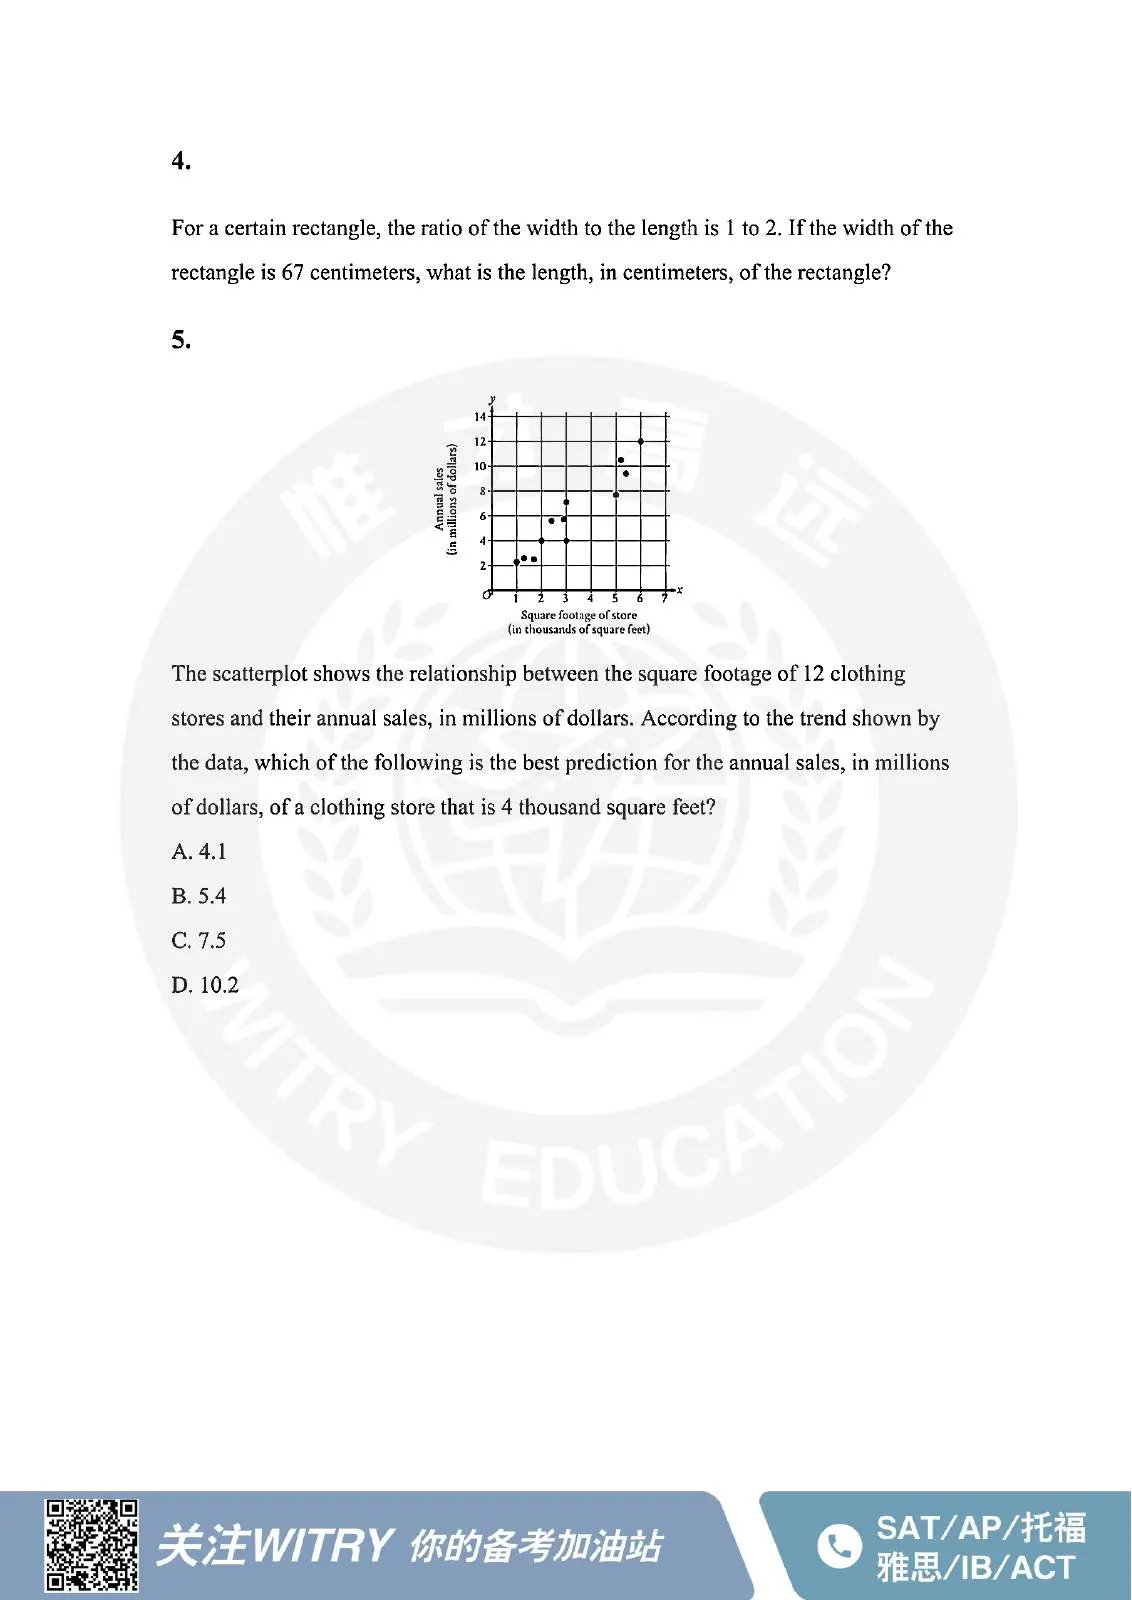 4.
For a certain rectangle, the ratio of the width to the length is 1 to 2. If the width of the
rectangle is 67 centimeters, what is the length, in centimeters, of the rectangle?
5.
y
14
12
10
8
6
4
2
O
1 2 3 4 5 6 7
x
Annual sales
(in millions of dollars)
Square footage of store
(in thousands of square feet)
The scatterplot shows the relationship between the square footage of 12 clothing
stores and their annual sales, in millions of dollars. According to the trend shown by
the data, which of the following is the best prediction for the annual sales, in millions
of dollars, of a clothing store that is 4 thousand square feet?
A. 4.1
B. 5.4
C. 7.5
D. 10.2
惟世高远
WITRY EDUCATION
关注WITRY 你的备考加油站
SAT/AP/托福
雅思/IB/ACT